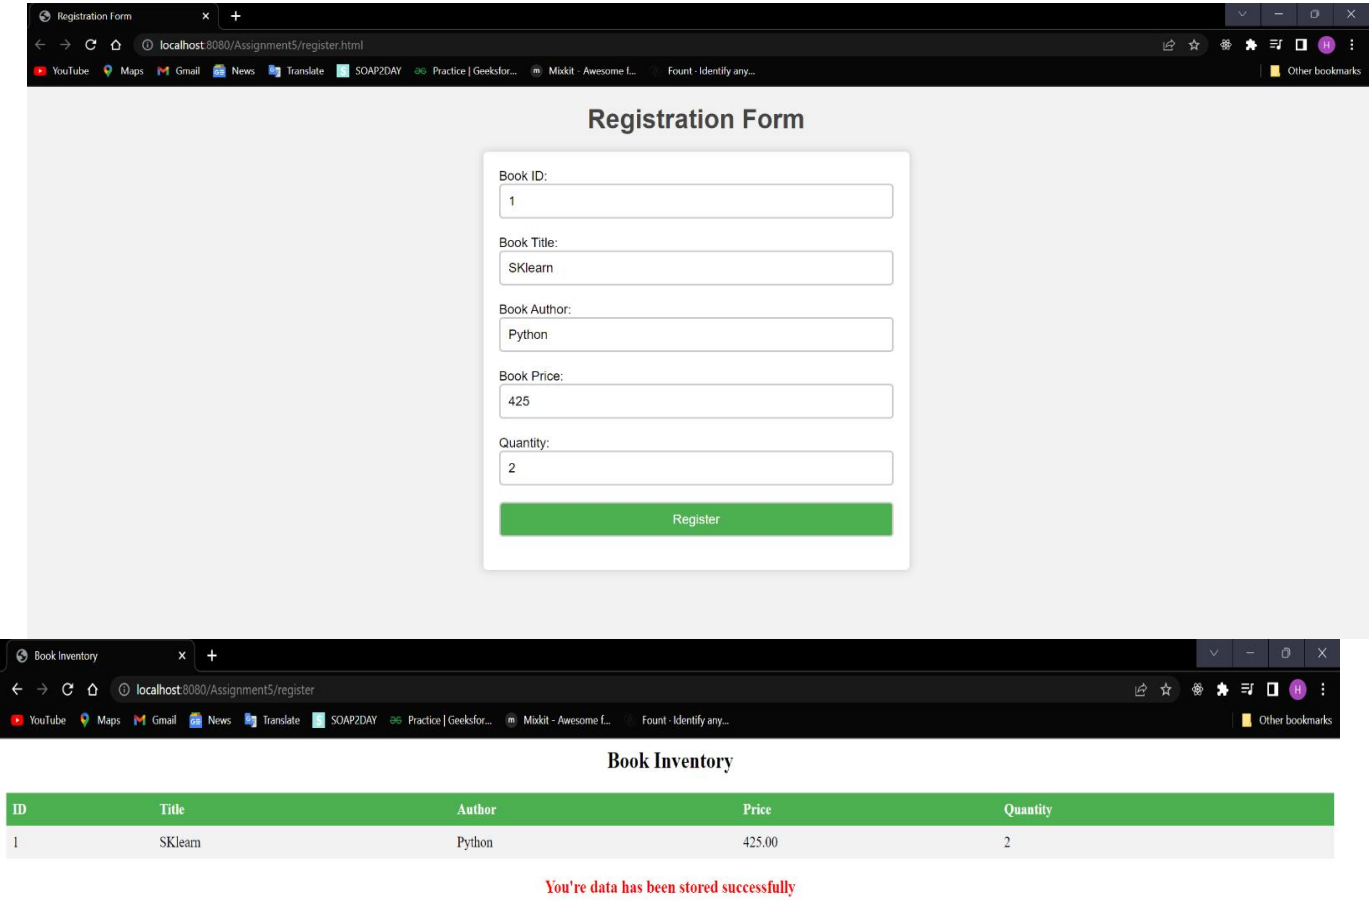 Registration Form
localhost:8080/Assignment5/register.html
H
YouTube Maps Gmail News Translate SOAP2DAY Practice | Geeksfor... Mixkit - Awesome f... Fount - Identify any... Other bookmarks
Registration Form
Book ID:
1
Book Title:
SKlearn
Book Author:
Python
Book Price:
425
Quantity:
2
Register
Book Inventory
localhost:8080/Assignment5/register
H
YouTube Maps Gmail News Translate SOAP2DAY Practice | Geeksfor... Mixkit - Awesome f... Fount - Identify any... Other bookmarks
Book Inventory
ID Title Author Price Quantity
1 SKlearn Python 425.00 2
You're data has been stored successfully